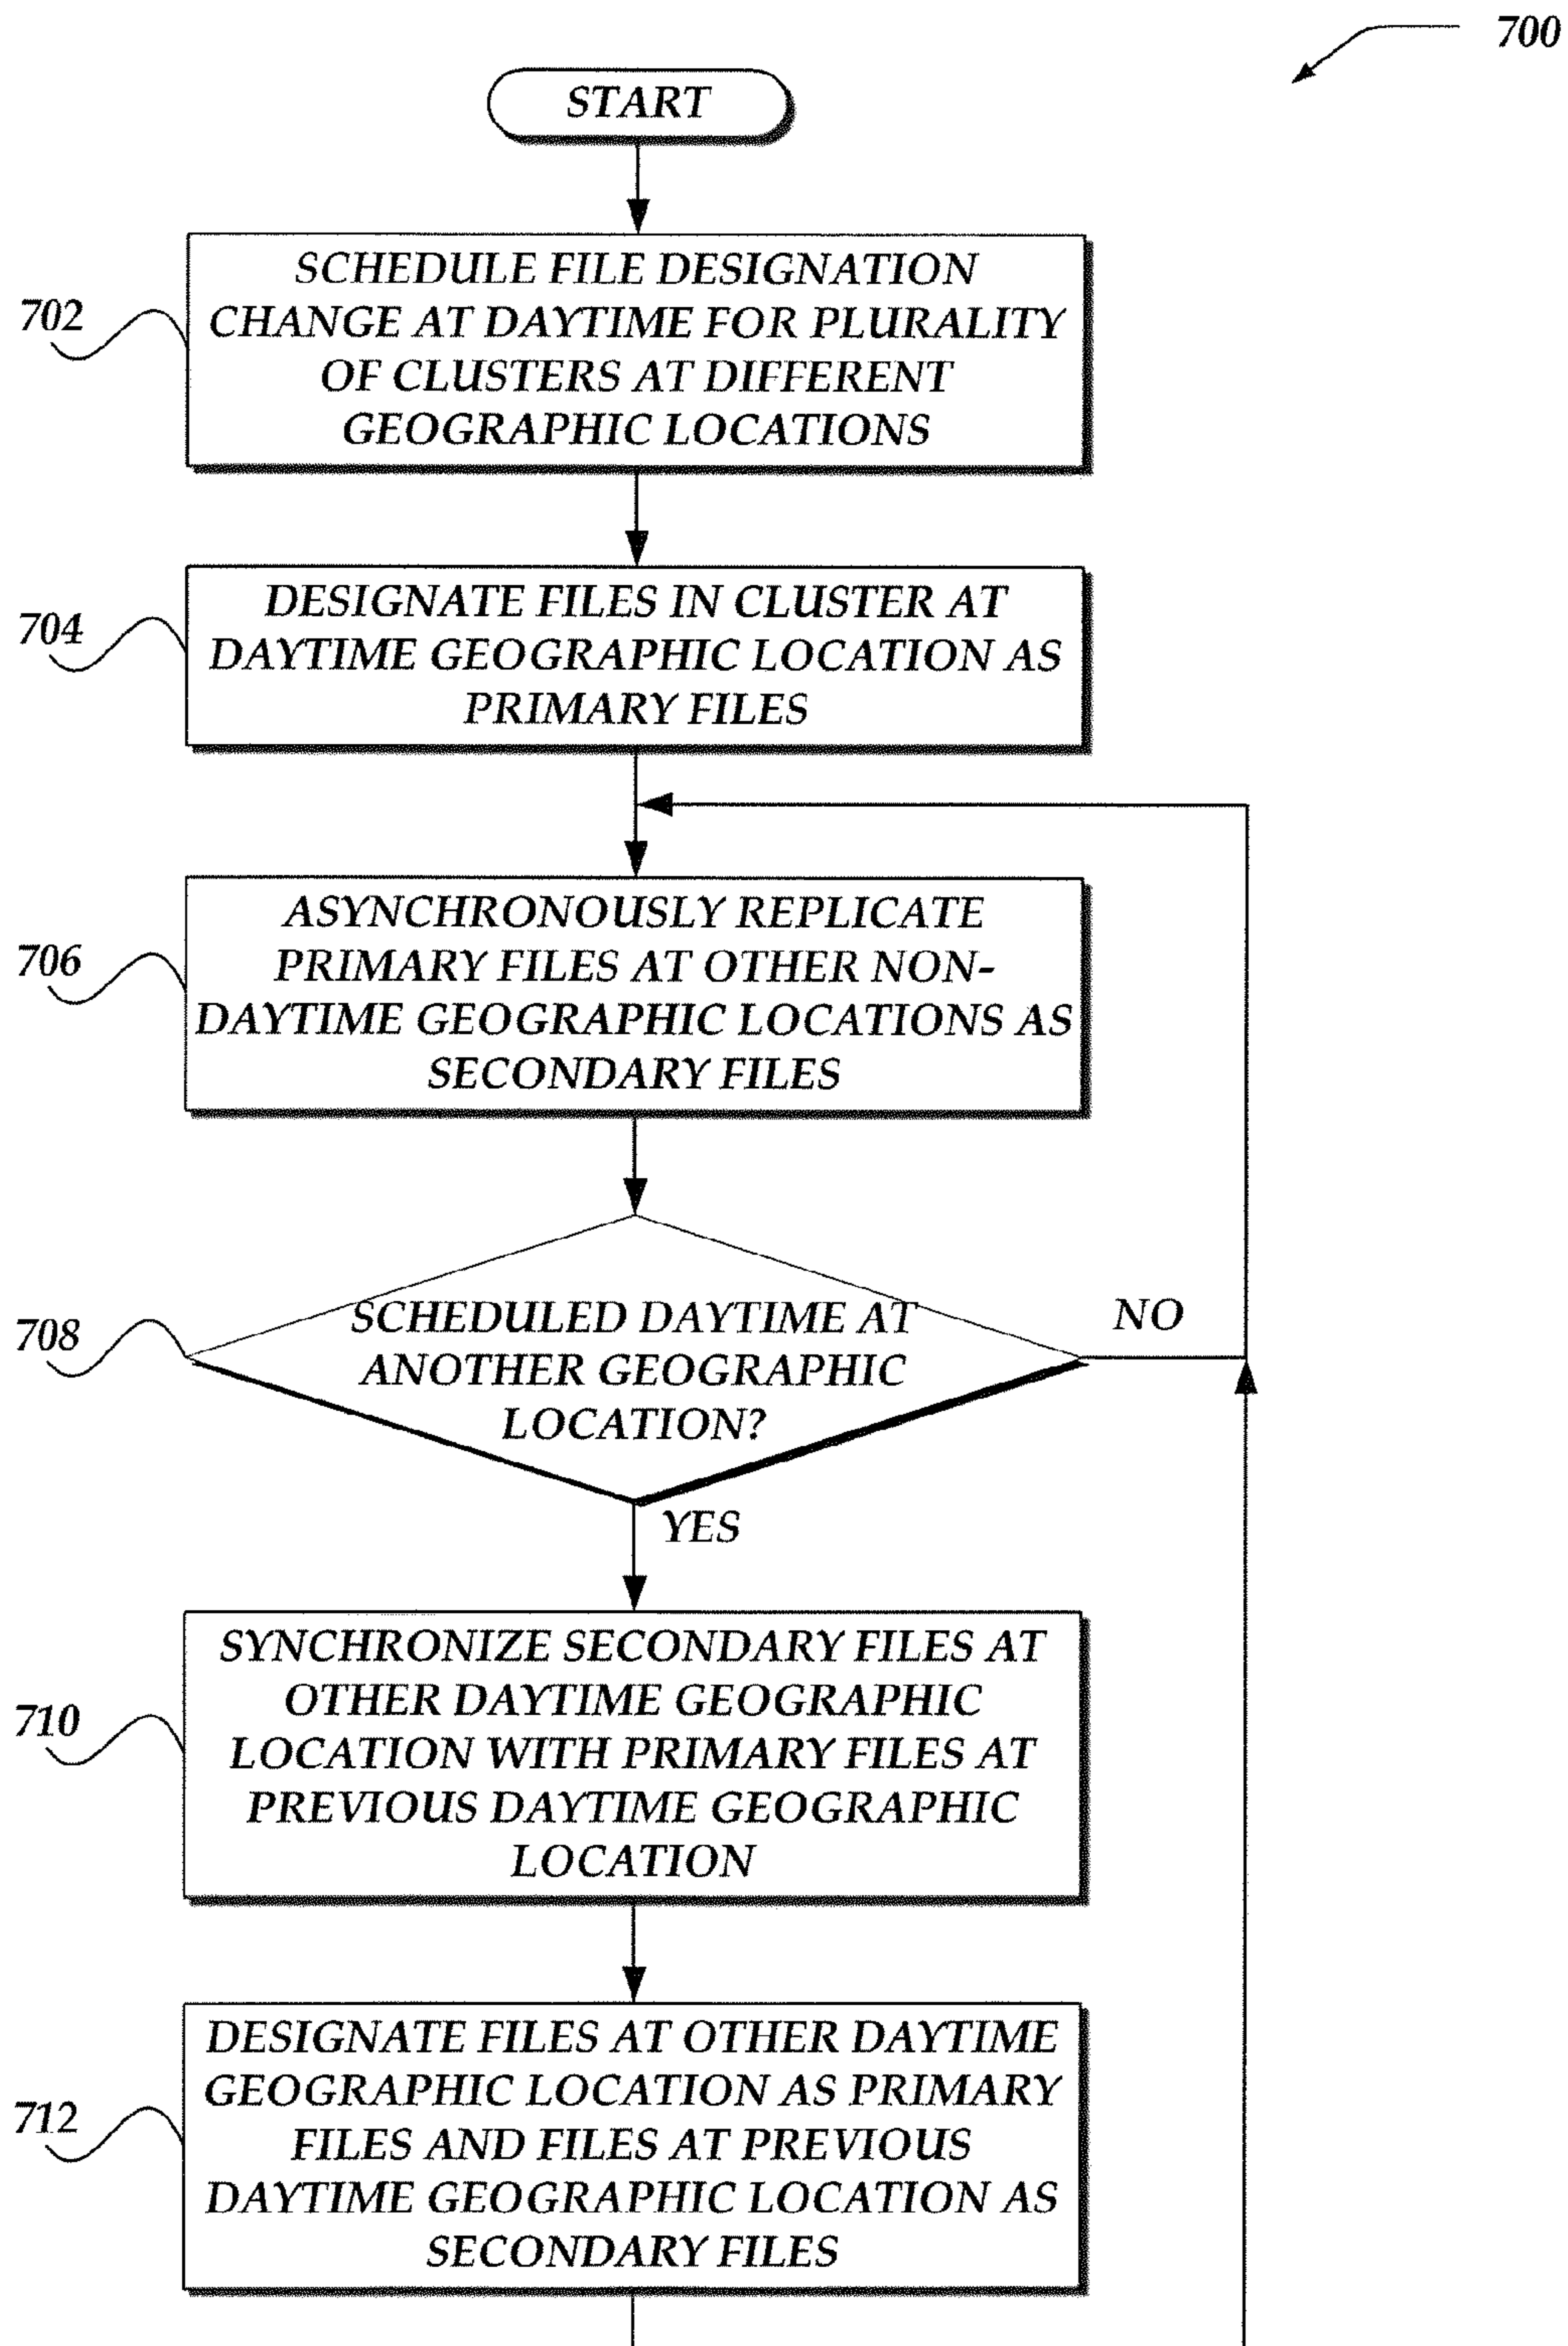 700
START
702
SCHEDULE FILE DESIGNATION
CHANGE AT DAYTIME FOR PLURALITY
OF CLUSTERS AT DIFFERENT
GEOGRAPHIC LOCATIONS
704
DESIGNATE FILES IN CLUSTER AT
DAYTIME GEOGRAPHIC LOCATION AS
PRIMARY FILES
706
ASYNCHRONOUSLY REPLICATE
PRIMARY FILES AT OTHER NON-
DAYTIME GEOGRAPHIC LOCATIONS AS
SECONDARY FILES
708
SCHEDULED DAYTIME AT
ANOTHER GEOGRAPHIC
LOCATION?
NO
YES
710
SYNCHRONIZE SECONDARY FILES AT
OTHER DAYTIME GEOGRAPHIC
LOCATION WITH PRIMARY FILES AT
PREVIOUS DAYTIME GEOGRAPHIC
LOCATION
712
DESIGNATE FILES AT OTHER DAYTIME
GEOGRAPHIC LOCATION AS PRIMARY
FILES AND FILES AT PREVIOUS
DAYTIME GEOGRAPHIC LOCATION AS
SECONDARY FILES